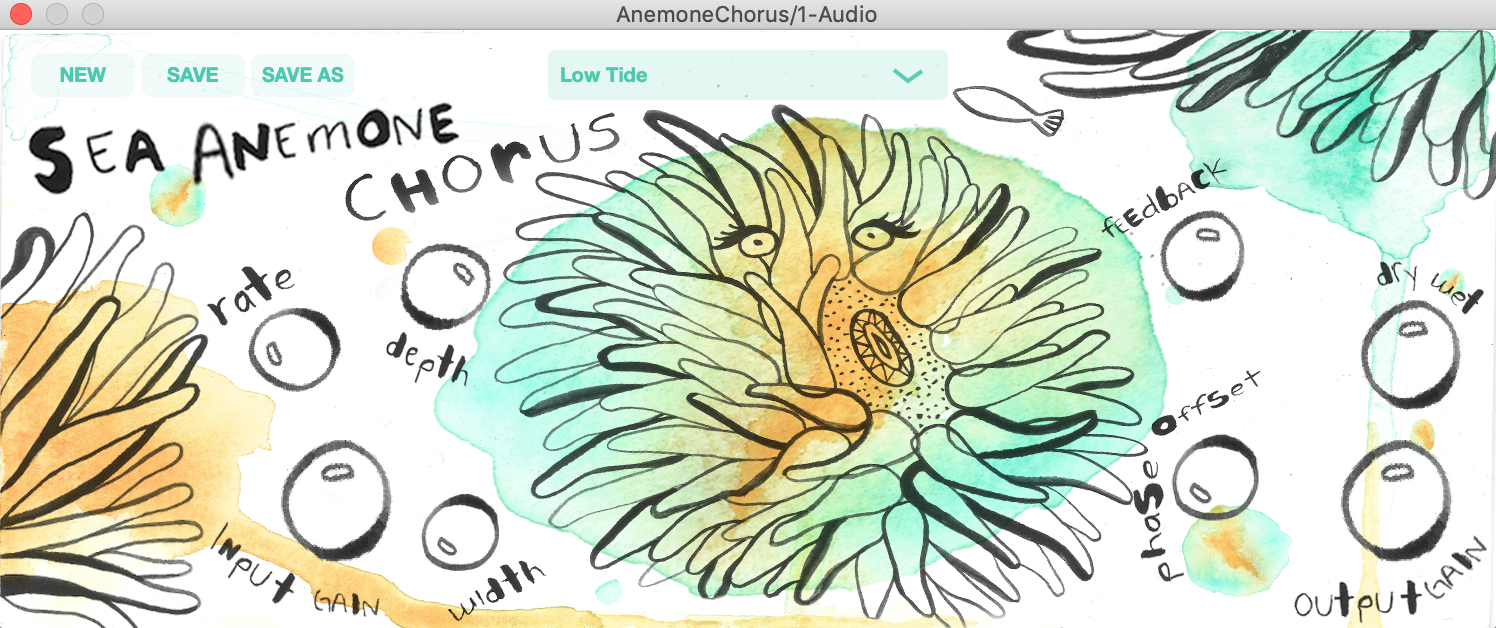 AnemoneChorus/1-Audio
NEW
SAVE
SAVE AS
Low Tide
SEA ANEmONE
CHOrUS
rate
depth
INPUt GAIN
width
fEEdbACk
dry wet
PhaSe OffSet
OUtPUt GAIN